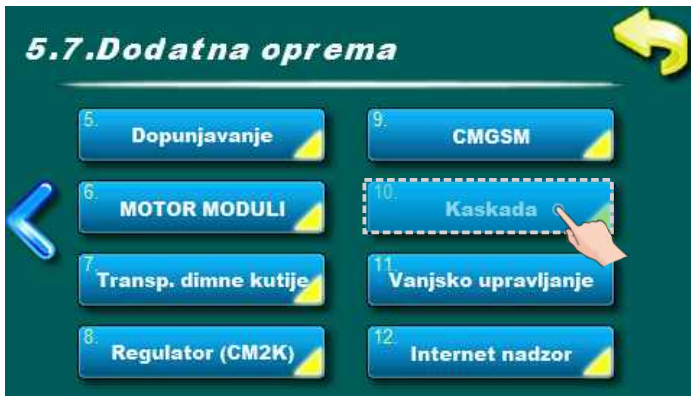 5.7.Dodatna oprema
5.
Dopunjavanje
6.
MOTOR MODULI
7.
Transp. dimne kutije
8.
Regulator (CM2K)
9.
CMGSM
10.
Kaskada
11.
Vanjsko upravljanje
12.
Internet nadzor